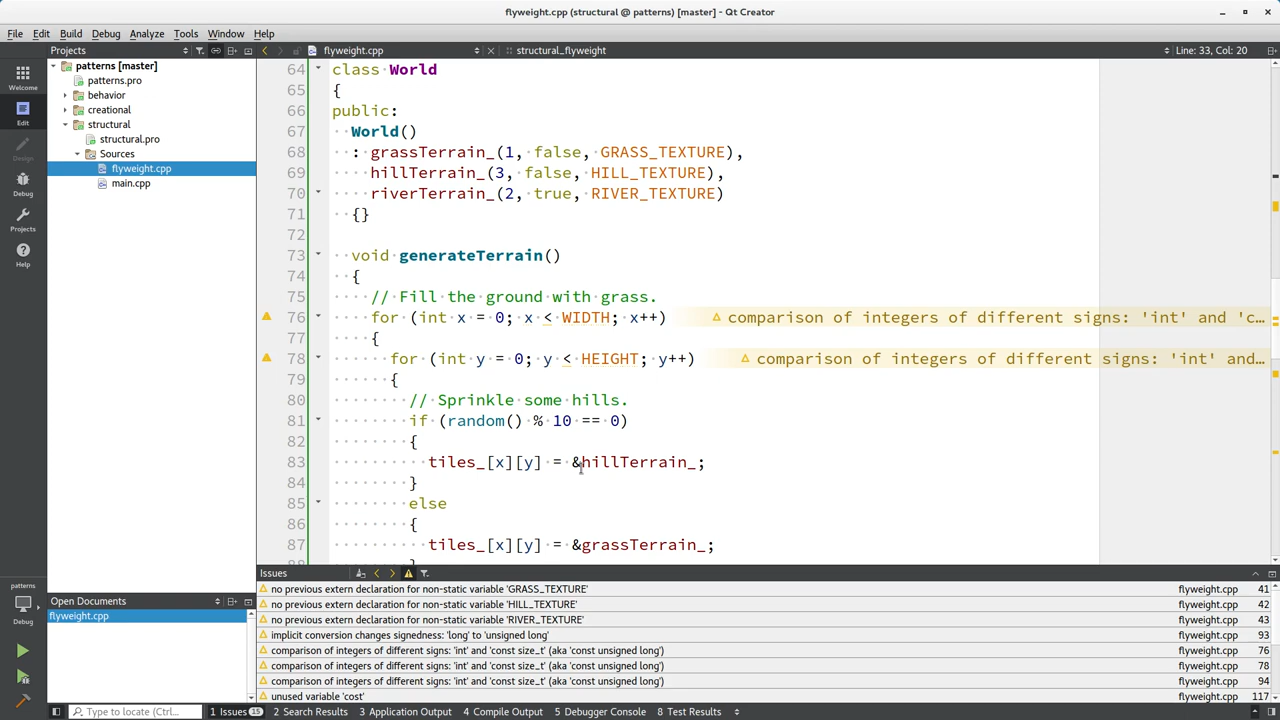 flyweight.cpp (structural @ patterns) [master] - Qt Creator
File Edit Build Debug Analyze Tools Window Help
Projects
flyweight.cpp
structural_flyweight
Line: 33, Col: 20
Welcome
Edit
Design
Debug
Projects
Help
patterns
Debug
patterns [master]
patterns.pro
behavior
creational
structural
structural.pro
Sources
flyweight.cpp
main.cpp
Open Documents
flyweight.cpp
64 class World
65 {
66 public:
67 World()
68 : grassTerrain_(1, false, GRASS_TEXTURE),
69 hillTerrain_(3, false, HILL_TEXTURE),
70 riverTerrain_(2, true, RIVER_TEXTURE)
71 {}
72
73 void generateTerrain()
74 {
75 // Fill the ground with grass.
76 for (int x = 0; x < WIDTH; x++) comparison of integers of different signs: 'int' and 'c...
77 {
78 for (int y = 0; y < HEIGHT; y++) comparison of integers of different signs: 'int' and...
79 {
80 // Sprinkle some hills.
81 if (random() % 10 == 0)
82 {
83 tiles_[x][y] = &hillTerrain_;
84 }
85 else
86 {
87 tiles_[x][y] = &grassTerrain_;
Issues
no previous extern declaration for non-static variable 'GRASS_TEXTURE' flyweight.cpp 41
no previous extern declaration for non-static variable 'HILL_TEXTURE' flyweight.cpp 42
no previous extern declaration for non-static variable 'RIVER_TEXTURE' flyweight.cpp 43
implicit conversion changes signedness: 'long' to 'unsigned long' flyweight.cpp 93
comparison of integers of different signs: 'int' and 'const size_t' (aka 'const unsigned long') flyweight.cpp 76
comparison of integers of different signs: 'int' and 'const size_t' (aka 'const unsigned long') flyweight.cpp 78
comparison of integers of different signs: 'int' and 'const size_t' (aka 'const unsigned long') flyweight.cpp 94
unused variable 'cost' flyweight.cpp 117
Type to locate (Ctrl+... 1 Issues 15 2 Search Results 3 Application Output 4 Compile Output 5 Debugger Console 8 Test Results